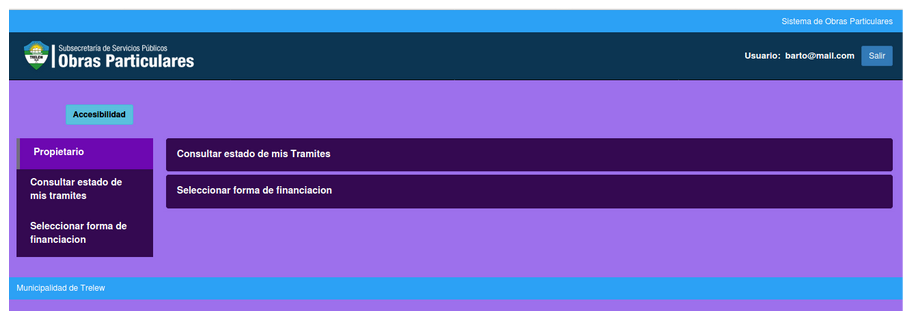 Sistema de Obras Particulares
Subsecretaría de Servicios Públicos
Obras Particulares
TRELEW
Usuario: barto@mail.com
Salir
Accesibilidad
Propietario
Consultar estado de
mis tramites
Seleccionar forma de
financiacion
Consultar estado de mis Tramites
Seleccionar forma de financiacion
Municipalidad de Trelew